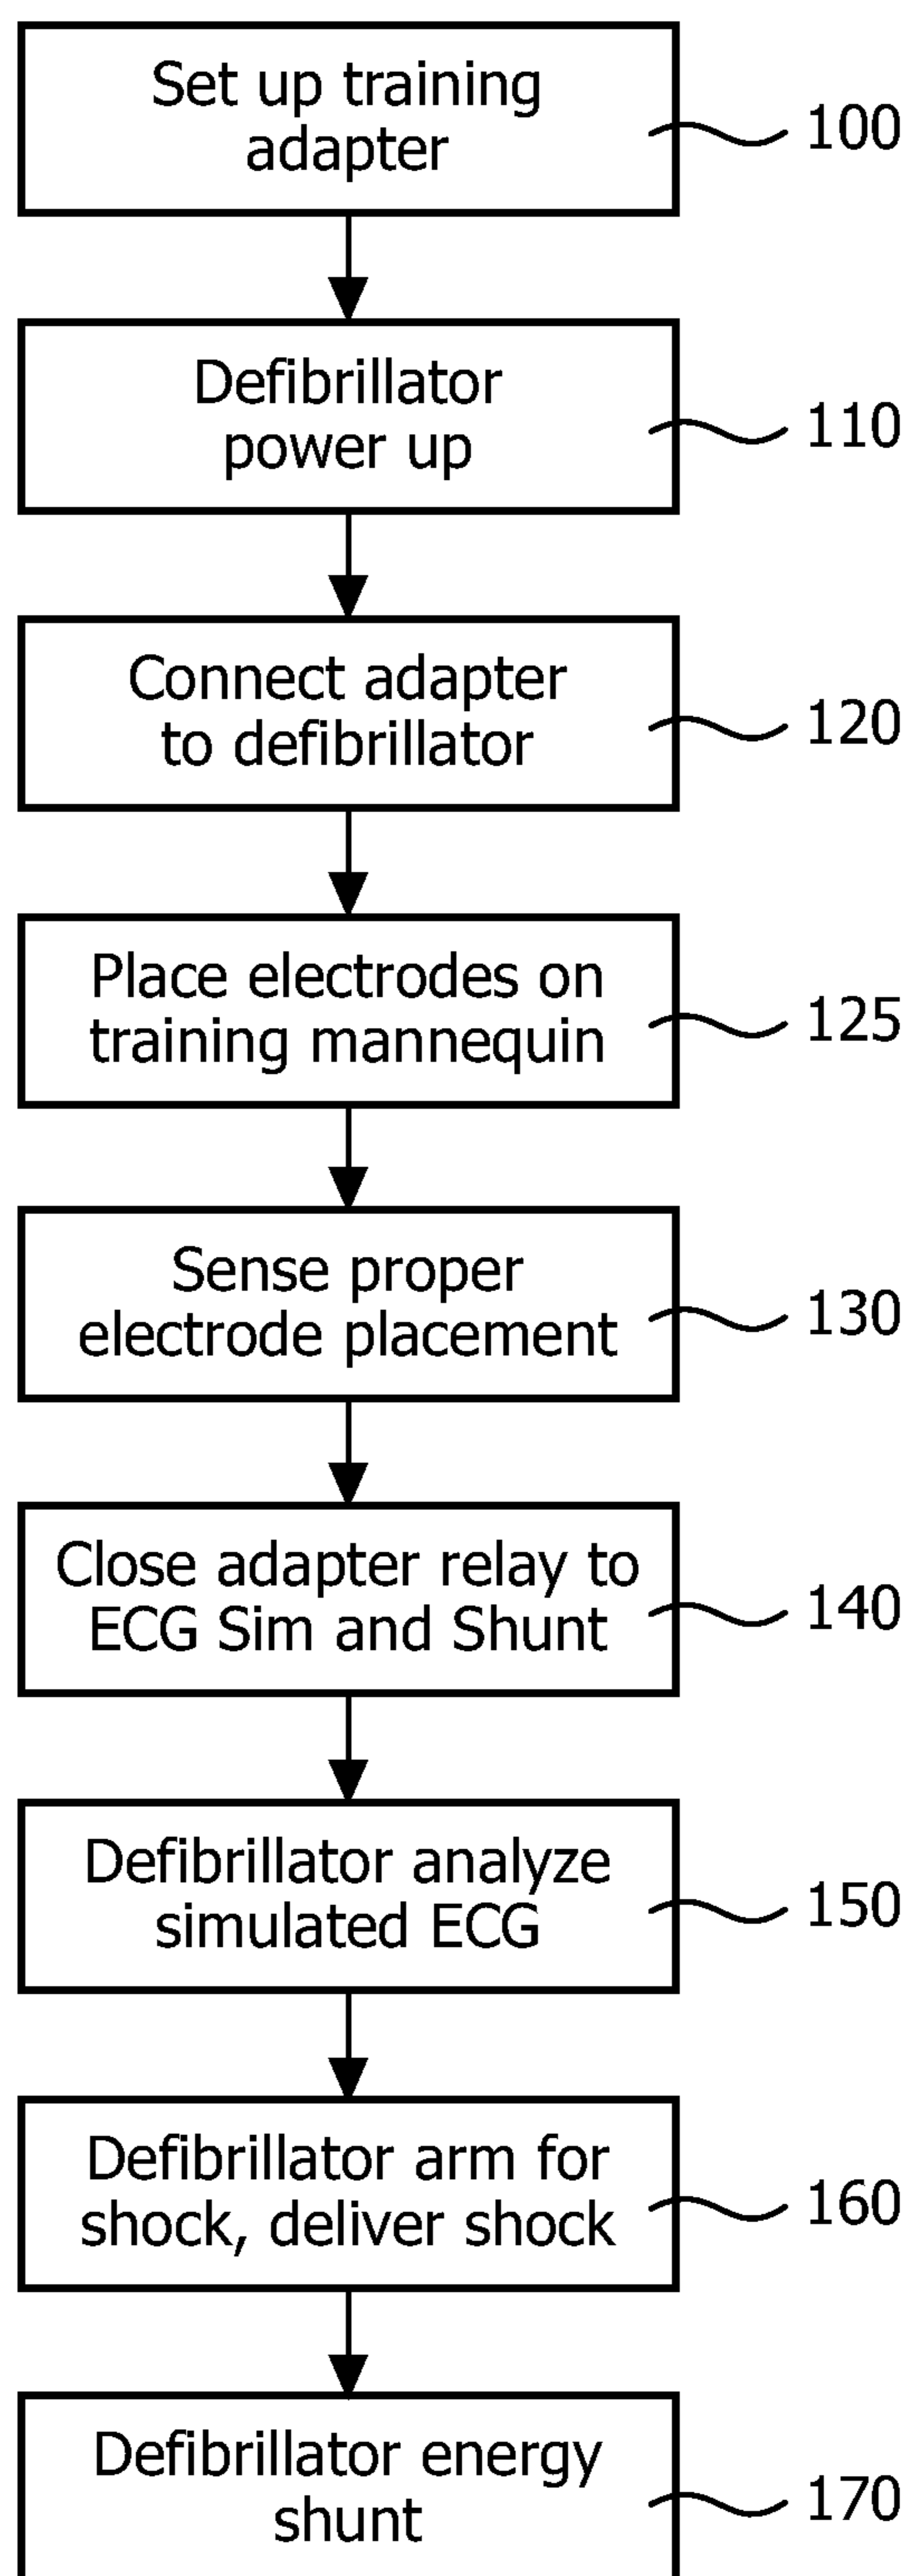 Set up training
adapter
100
Defibrillator
power up
110
Connect adapter
to defibrillator
120
Place electrodes on
training mannequin
125
Sense proper
electrode placement
130
Close adapter relay to
ECG Sim and Shunt
140
Defibrillator analyze
simulated ECG
150
Defibrillator arm for
shock, deliver shock
160
Defibrillator energy
shunt
170